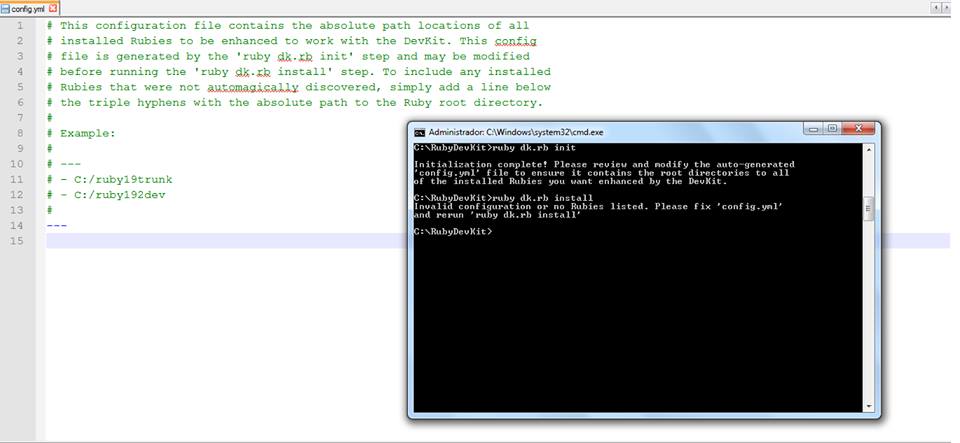 config.yml
1 # This configuration file contains the absolute path locations of all
2 # installed Rubies to be enhanced to work with the DevKit. This config
3 # file is generated by the 'ruby dk.rb init' step and may be modified
4 # before running the 'ruby dk.rb install' step. To include any installed
5 # Rubies that were not automagically discovered, simply add a line below
6 # the triple hyphens with the absolute path to the Ruby root directory.
7 #
8 # Example:
9 #
10 # ---
11 # - C:/ruby19trunk
12 # - C:/ruby192dev
13 #
14 ---
15
Administrador: C:\Windows\system32\cmd.exe
C:\RubyDevKit>ruby dk.rb init
Initialization complete! Please review and modify the auto-generated
'config.yml' file to ensure it contains the root directories to all
of the installed Rubies you want enhanced by the DevKit.
C:\RubyDevKit>ruby dk.rb install
Invalid configuration or no Rubies listed. Please fix 'config.yml'
and rerun 'ruby dk.rb install'
C:\RubyDevKit>